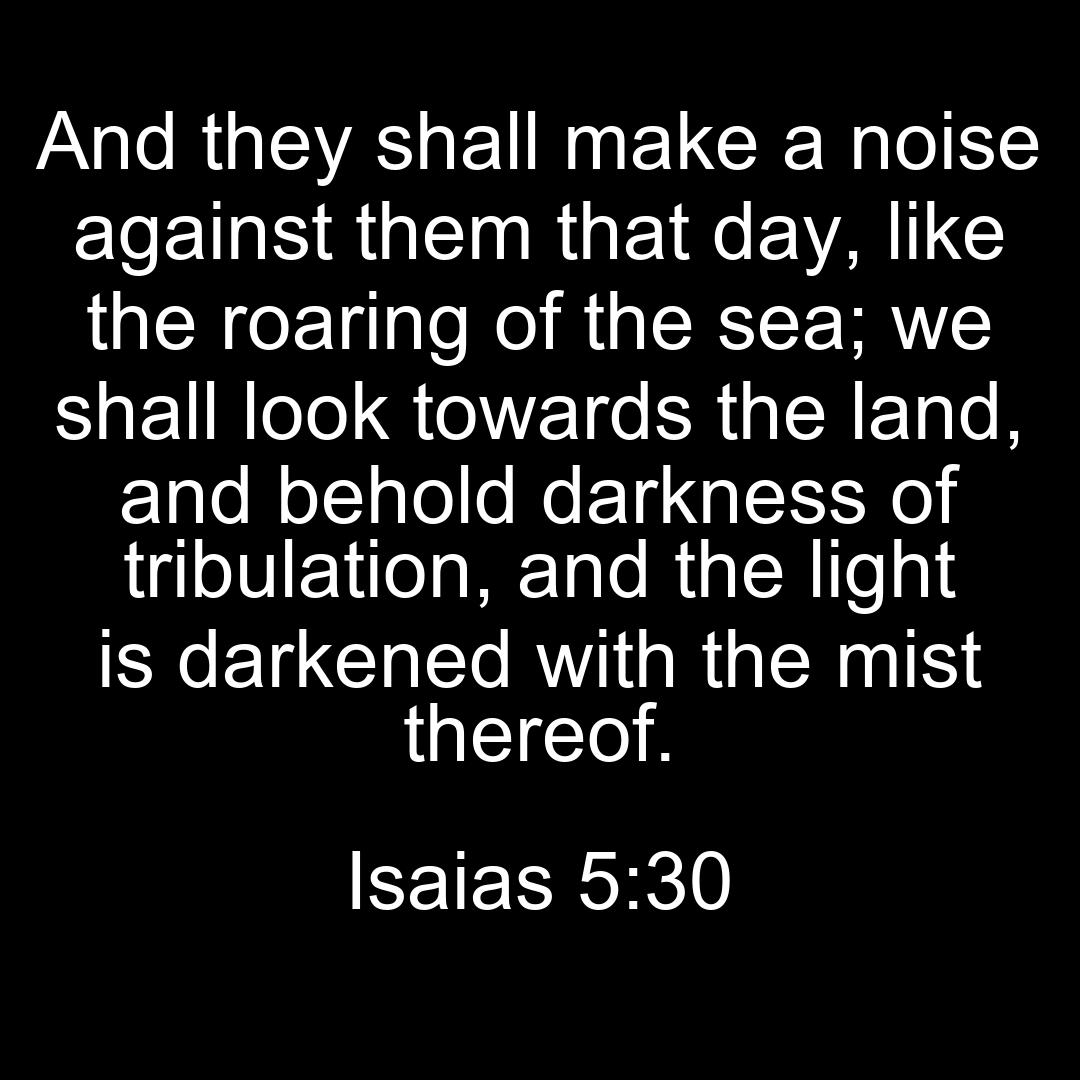 And they shall make a noise
against them that day, like
the roaring of the sea; we
shall look towards the land,
and behold darkness of
tribulation, and the light
is darkened with the mist
thereof.
Isaias 5:30